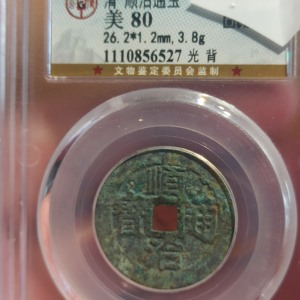 清 顺治通宝
美 80
26.2*1.2mm, 3.8g
1110856527 光 背
★ 文物鉴定委员会监制 ★
順治通寳